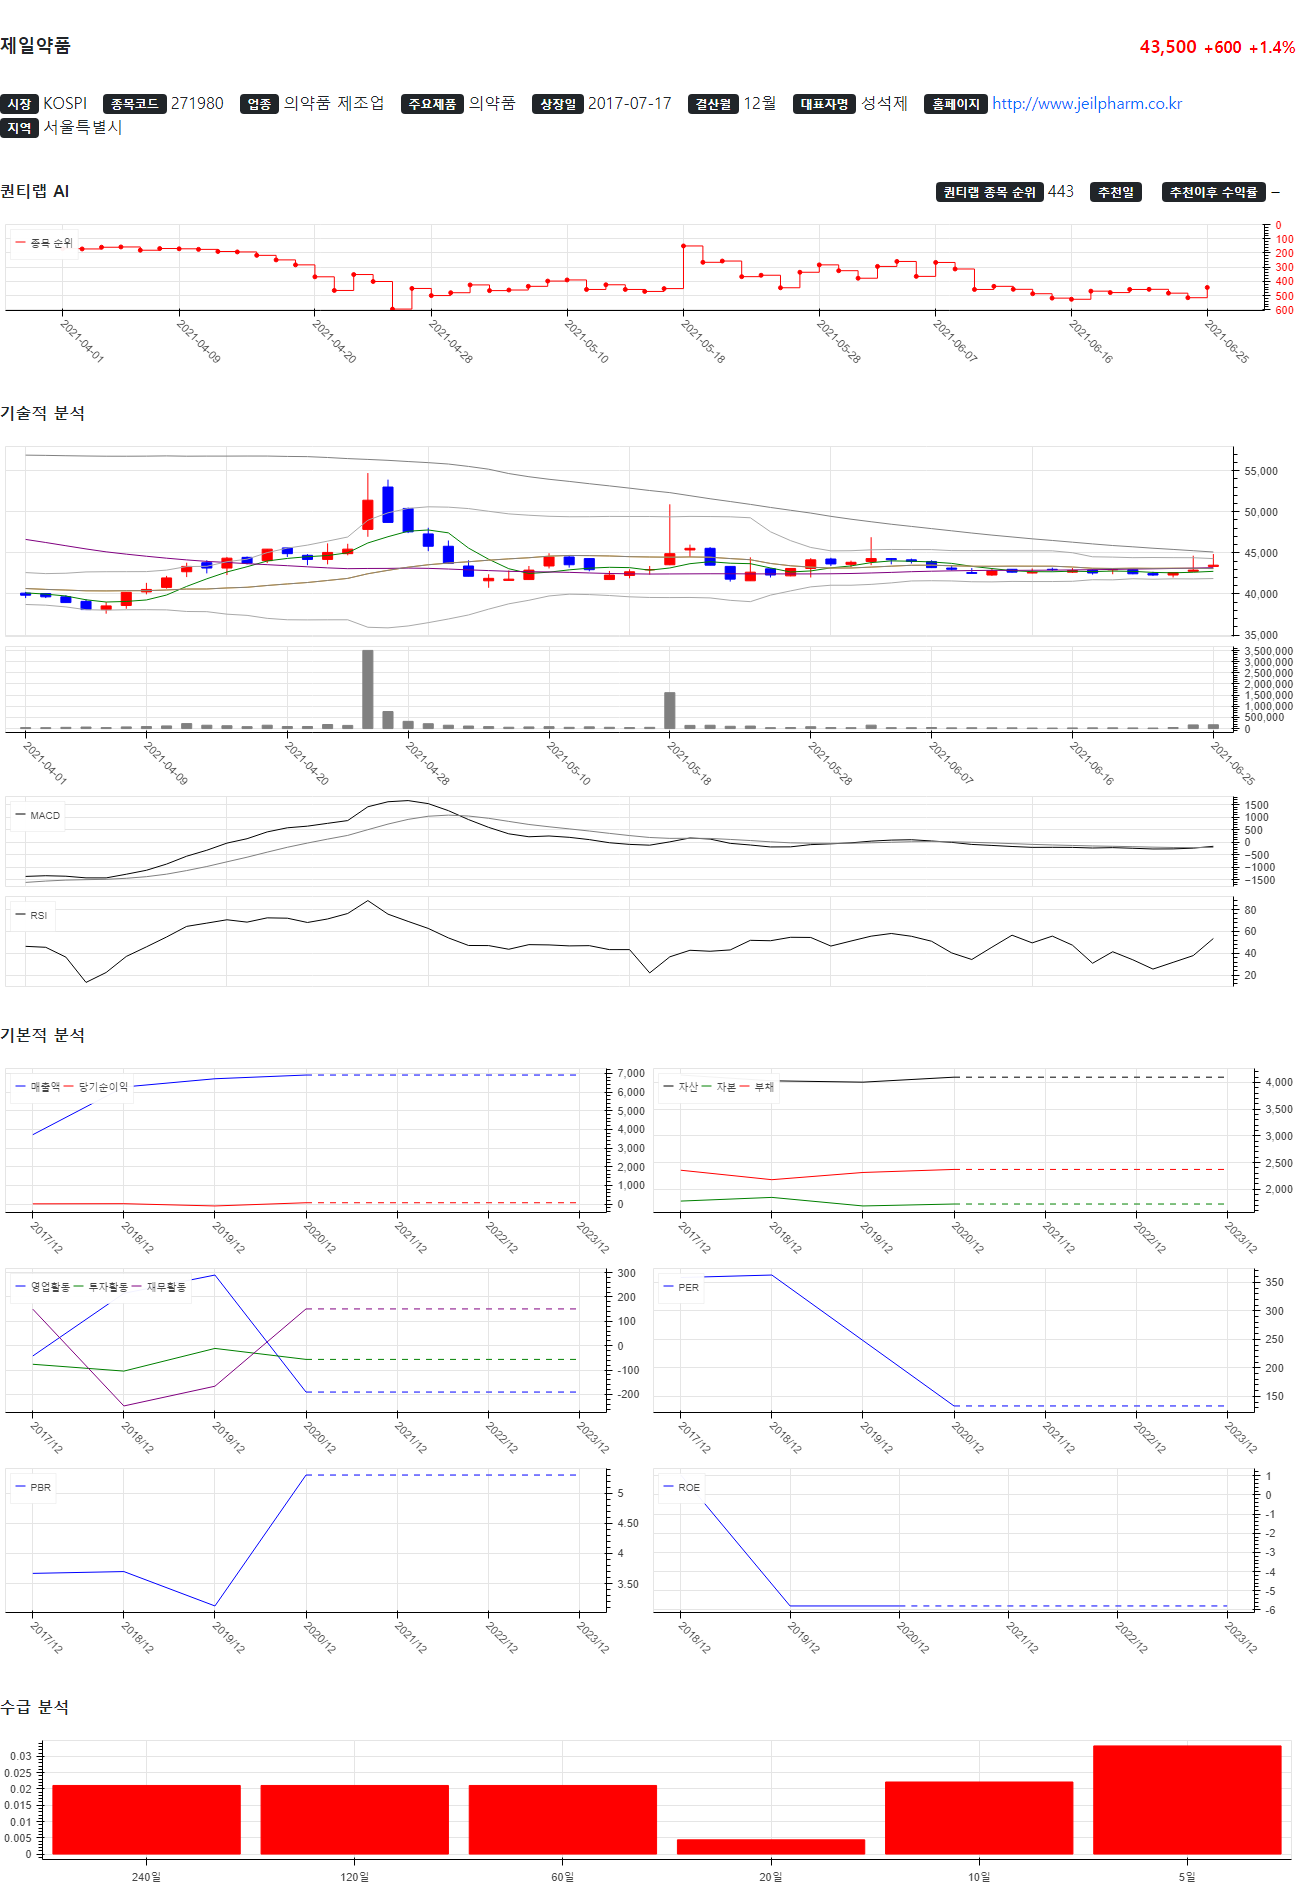 제일약품
43,500 +600 +1.4%
시장 KOSPI 종목코드 271980 업종 의약품 제조업 주요제품 의약품 상장일 2017-07-17 결산월 12월 대표자명 성석제 홈페이지 http://www.jeilpharm.co.kr
지역 서울특별시
퀀티랩 AI
퀀티랩 종목 순위 443 추천일 추천이후 수익률 –
종목 순위
0
100
200
300
400
500
600
2021-04-01 2021-04-09 2021-04-20 2021-04-28 2021-05-10 2021-05-18 2021-05-28 2021-06-07 2021-06-16 2021-06-25
기술적 분석
55,000
50,000
45,000
40,000
35,000
3,500,000
3,000,000
2,500,000
2,000,000
1,500,000
1,000,000
500,000
0
2021-04-01 2021-04-09 2021-04-20 2021-04-28 2021-05-10 2021-05-18 2021-05-28 2021-06-07 2021-06-16 2021-06-25
MACD
1500
1000
500
0
-500
-1000
-1500
RSI
80
60
40
20
기본적 분석
매출액 당기순이익
7,000
6,000
5,000
4,000
3,000
2,000
1,000
0
2017/12 2018/12 2019/12 2020/12 2021/12 2022/12 2023/12
자산 자본 부채
4,000
3,500
3,000
2,500
2,000
2017/12 2018/12 2019/12 2020/12 2021/12 2022/12 2023/12
영업활동 투자활동 재무활동
300
200
100
0
-100
-200
2017/12 2018/12 2019/12 2020/12 2021/12 2022/12 2023/12
PER
350
300
250
200
150
2017/12 2018/12 2019/12 2020/12 2021/12 2022/12 2023/12
PBR
5
4.50
4
3.50
2017/12 2018/12 2019/12 2020/12 2021/12 2022/12 2023/12
ROE
1
0
-1
-2
-3
-4
-5
-6
2018/12 2019/12 2020/12 2021/12 2022/12 2023/12
수급 분석
0.03
0.025
0.02
0.015
0.01
0.005
0
240일 120일 60일 20일 10일 5일